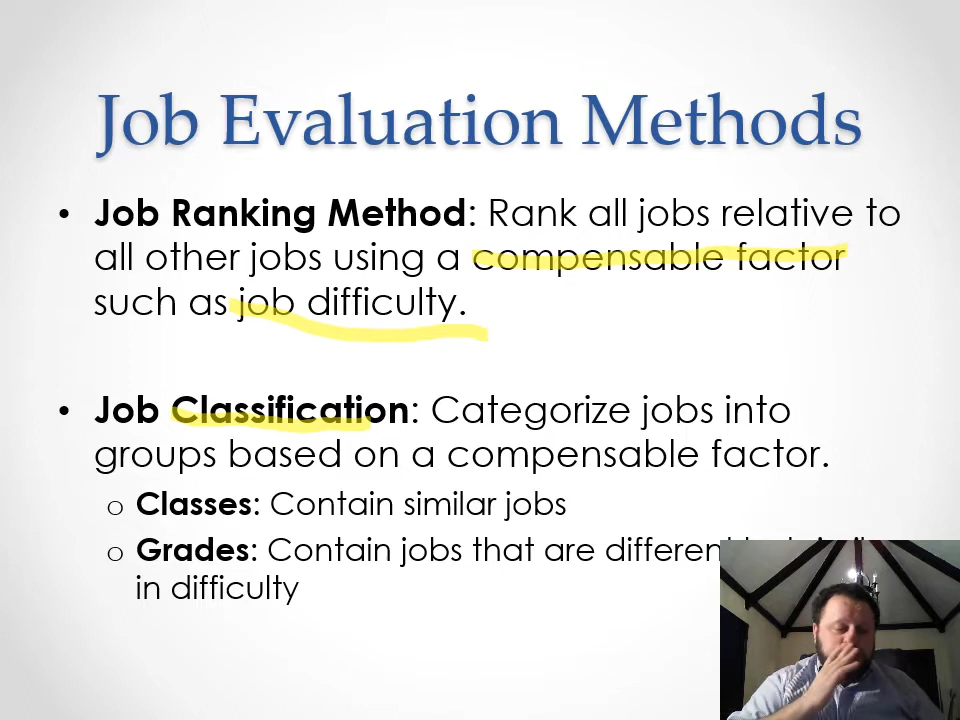 Job Evaluation Methods
• Job Ranking Method: Rank all jobs relative to
all other jobs using a compensable factor
such as job difficulty.
• Job Classification: Categorize jobs into
groups based on a compensable factor.
o Classes: Contain similar jobs
o Grades: Contain jobs that are different
in difficulty